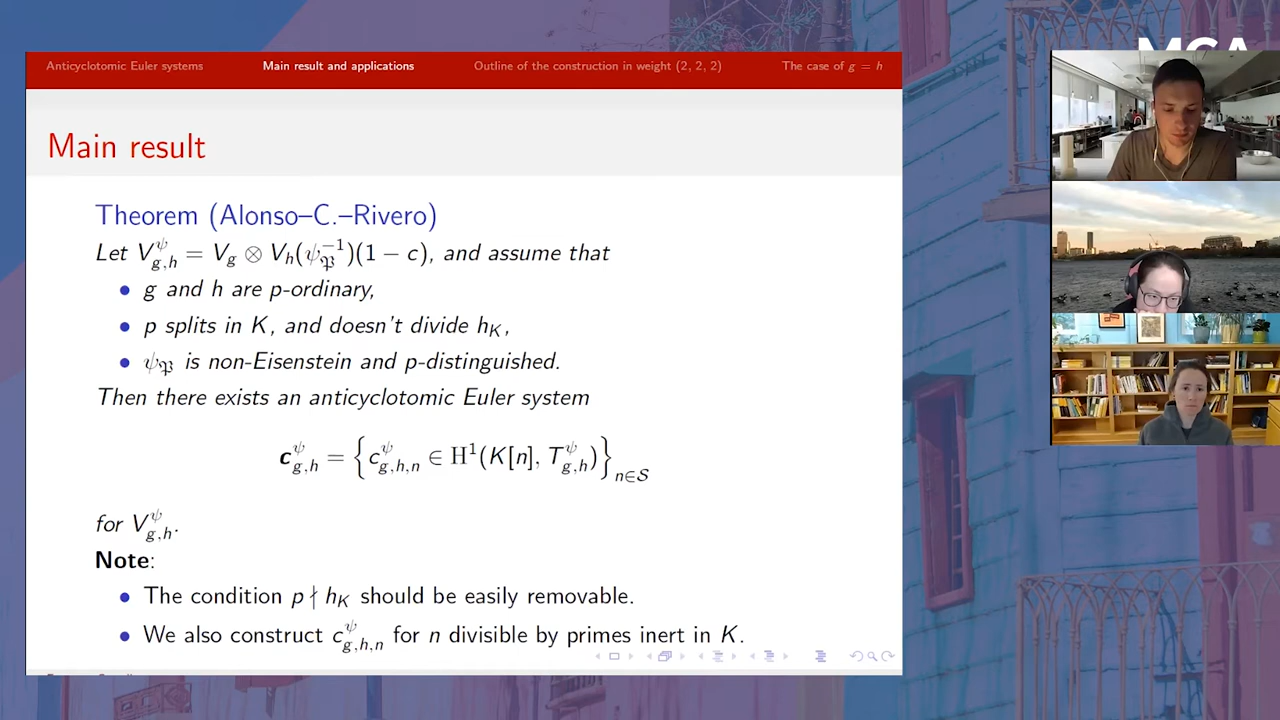 MCA
Anticyclotomic Euler systems Main result and applications Outline of the construction in weight (2, 2, 2) The case of g = h
Main result
Theorem (Alonso–C.–Rivero)
Let V^ψ_{g,h} = V_g ⊗ V_h(ψ_𝔓^{-1})(1 − c), and assume that
• g and h are p-ordinary,
• p splits in K, and doesn't divide h_K,
• ψ_𝔓 is non-Eisenstein and p-distinguished.
Then there exists an anticyclotomic Euler system
c^ψ_{g,h} = { c^ψ_{g,h,n} ∈ H^1(K[n], T^ψ_{g,h}) }_{n∈𝒮}
for V^ψ_{g,h}.
Note:
• The condition p ∤ h_K should be easily removable.
• We also construct c^ψ_{g,h,n} for n divisible by primes inert in K.